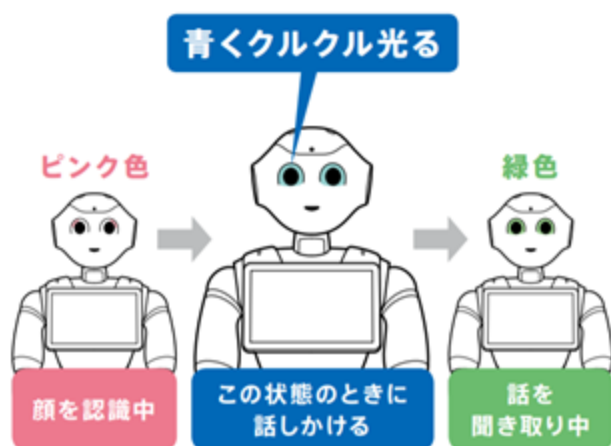 青くクルクル光る
ピンク色
緑色
顔を認識中
この状態のときに
話しかける
話を
聞き取り中